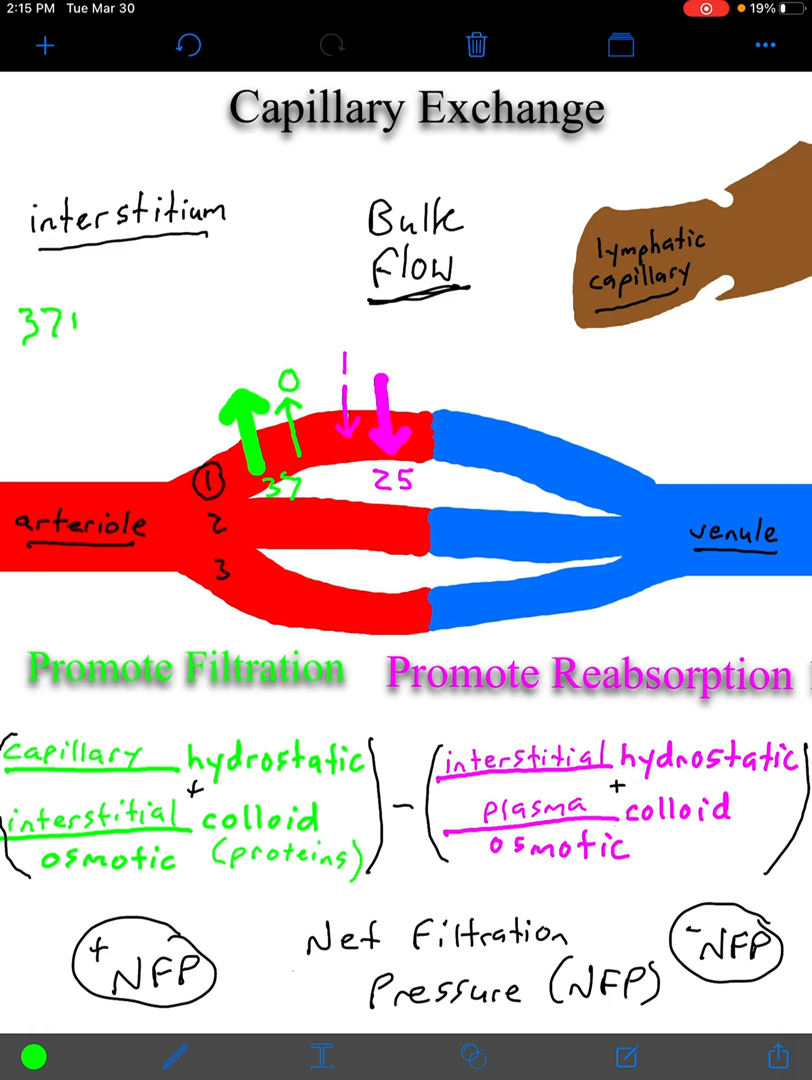 2:15 PM Tue Mar 30
19%
Capillary Exchange
interstitium
Bulk
Flow
lymphatic
capillary
37
0
1
37
25
1
arteriole
2
3
venule
Promote Filtration
Promote Reabsorption
(capillary hydrostatic
+
interstitial colloid
osmotic (proteins))
-
(interstitial hydrostatic
+
plasma colloid
osmotic)
+NFP
Net Filtration
Pressure (NFP)
-NFP
T